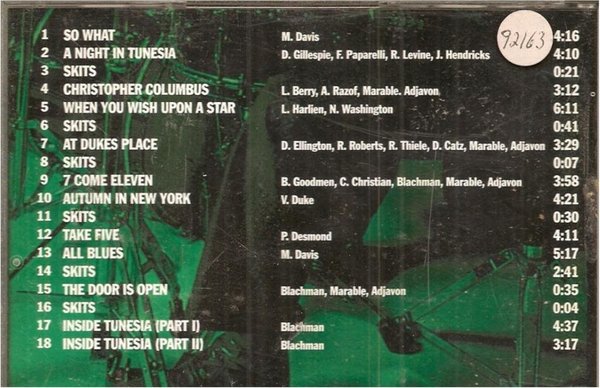 92163
1 SO WHAT M. Davis 4:16
2 A NIGHT IN TUNESIA D. Gillespie, F. Paparelli, R. Levine, J. Hendricks 4:10
3 SKITS 0:21
4 CHRISTOPHER COLUMBUS L. Berry, A. Razof, Marable. Adjavon 3:12
5 WHEN YOU WISH UPON A STAR L. Harlien, N. Washington 6:11
6 SKITS 0:41
7 AT DUKES PLACE D. Ellington, R. Roberts, R. Thiele, D. Catz, Marable, Adjavon 3:29
8 SKITS 0:07
9 7 COME ELEVEN B. Goodmen, C. Christian, Blachman, Marable, Adjavon 3:58
10 AUTUMN IN NEW YORK V. Duke 4:21
11 SKITS 0:30
12 TAKE FIVE P. Desmond 4:11
13 ALL BLUES M. Davis 5:17
14 SKITS 2:41
15 THE DOOR IS OPEN Blachman, Marable, Adjavon 0:35
16 SKITS 0:04
17 INSIDE TUNESIA (PART I) Blachman 4:37
18 INSIDE TUNESIA (PART II) Blachman 3:17